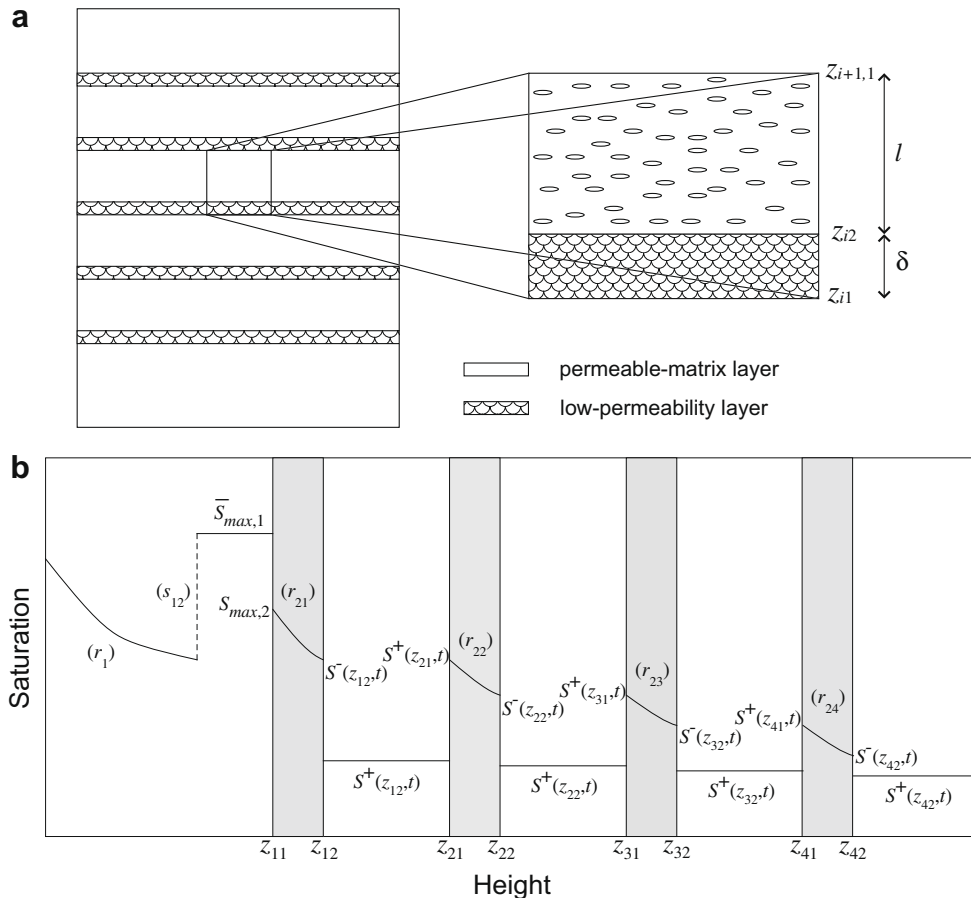 a
z_{i+1,1}
l
z_{i2}
δ
z_{i1}
permeable-matrix layer
low-permeability layer
b
Saturation
\overline{S}_{max,1}
(s_{12})
S_{max,2}
(r_{21})
(r_1)
S^-(z_{12},t)
S^+(z_{12},t)
S^+(z_{21},t)
(r_{22})
S^-(z_{22},t)
S^+(z_{22},t)
S^+(z_{31},t)
(r_{23})
S^-(z_{32},t)
S^+(z_{32},t)
S^+(z_{41},t)
(r_{24})
S^-(z_{42},t)
S^+(z_{42},t)
z_{11} z_{12} z_{21} z_{22} z_{31} z_{32} z_{41} z_{42}
Height